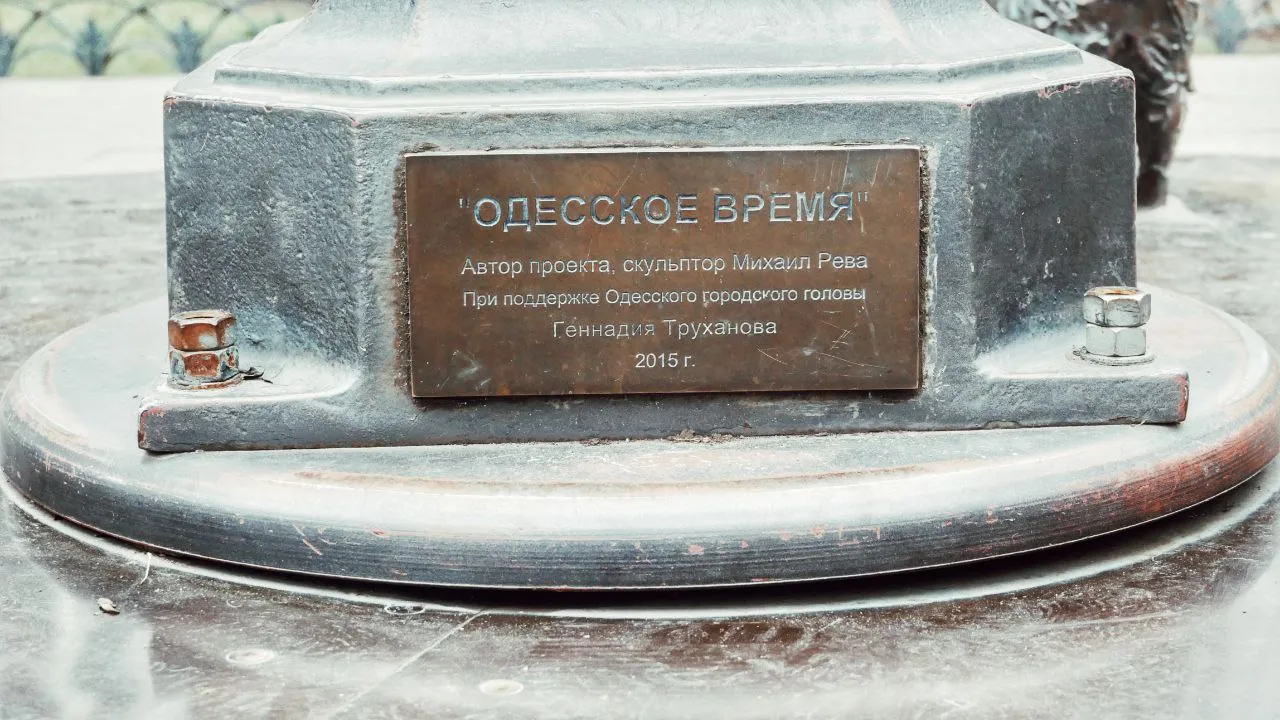 "ОДЕССКОЕ ВРЕМЯ"
Автор проекта, скульптор Михаил Рева
При поддержке Одесского городского головы
Геннадия Труханова
2015 г.